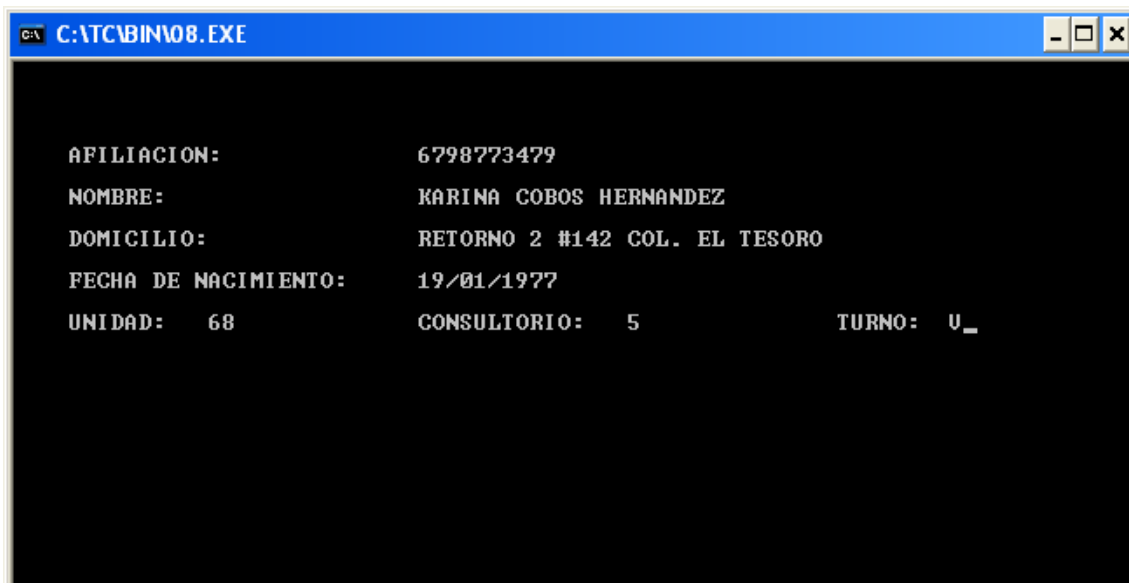 C:\TC\BIN\08.EXE
AFILIACION: 6798773479
NOMBRE: KARINA COBOS HERNANDEZ
DOMICILIO: RETORNO 2 #142 COL. EL TESORO
FECHA DE NACIMIENTO: 19/01/1977
UNIDAD: 68 CONSULTORIO: 5 TURNO: V_